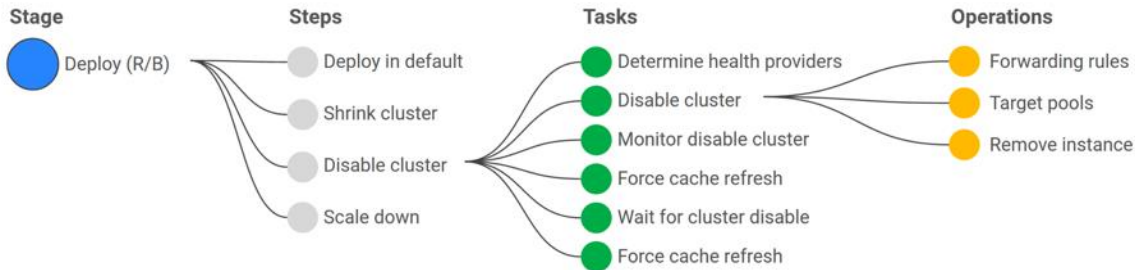 Stage
Steps
Tasks
Operations
Deploy (R/B)
Deploy in default
Shrink cluster
Disable cluster
Scale down
Determine health providers
Disable cluster
Monitor disable cluster
Force cache refresh
Wait for cluster disable
Force cache refresh
Forwarding rules
Target pools
Remove instance